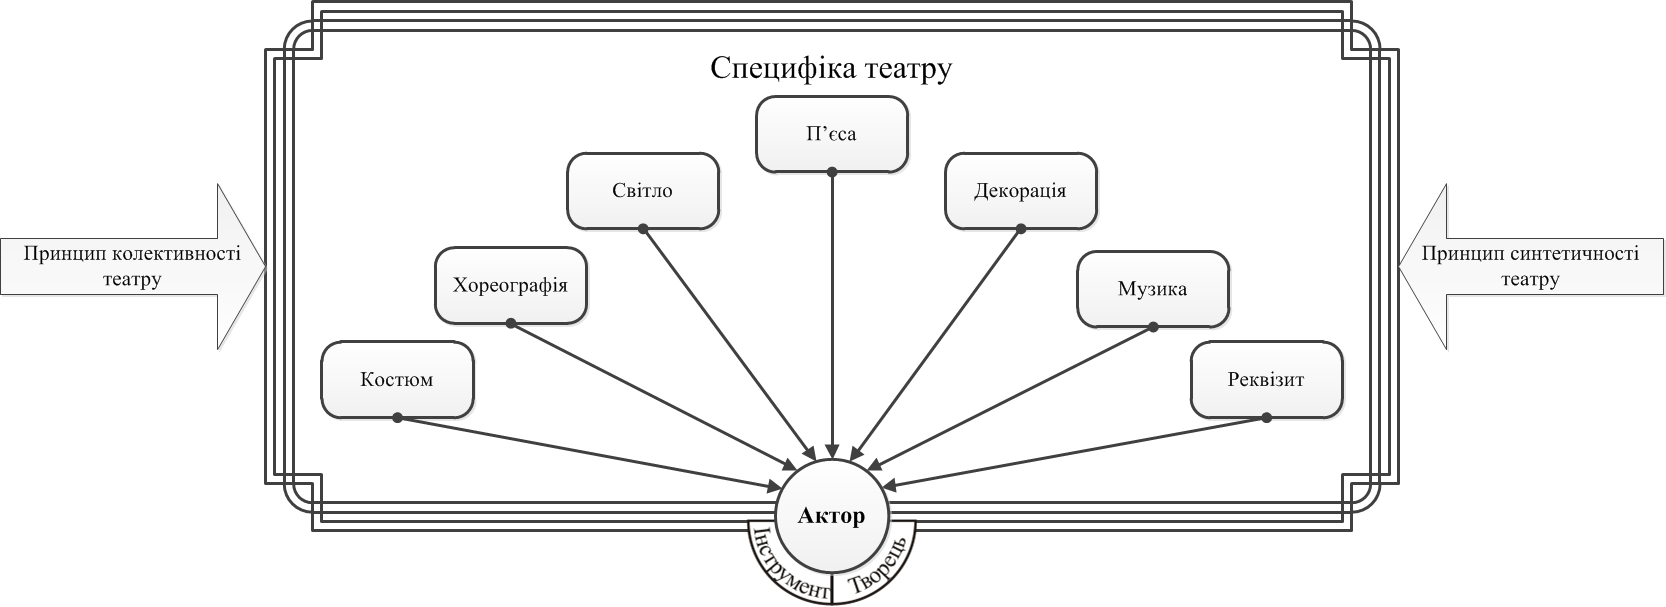 Специфіка театру
П’єса
Світло
Декорація
Принцип колективності
театру
Хореографія
Музика
Принцип синтетичності
театру
Костюм
Реквізит
Актор
Інструмент
Творець